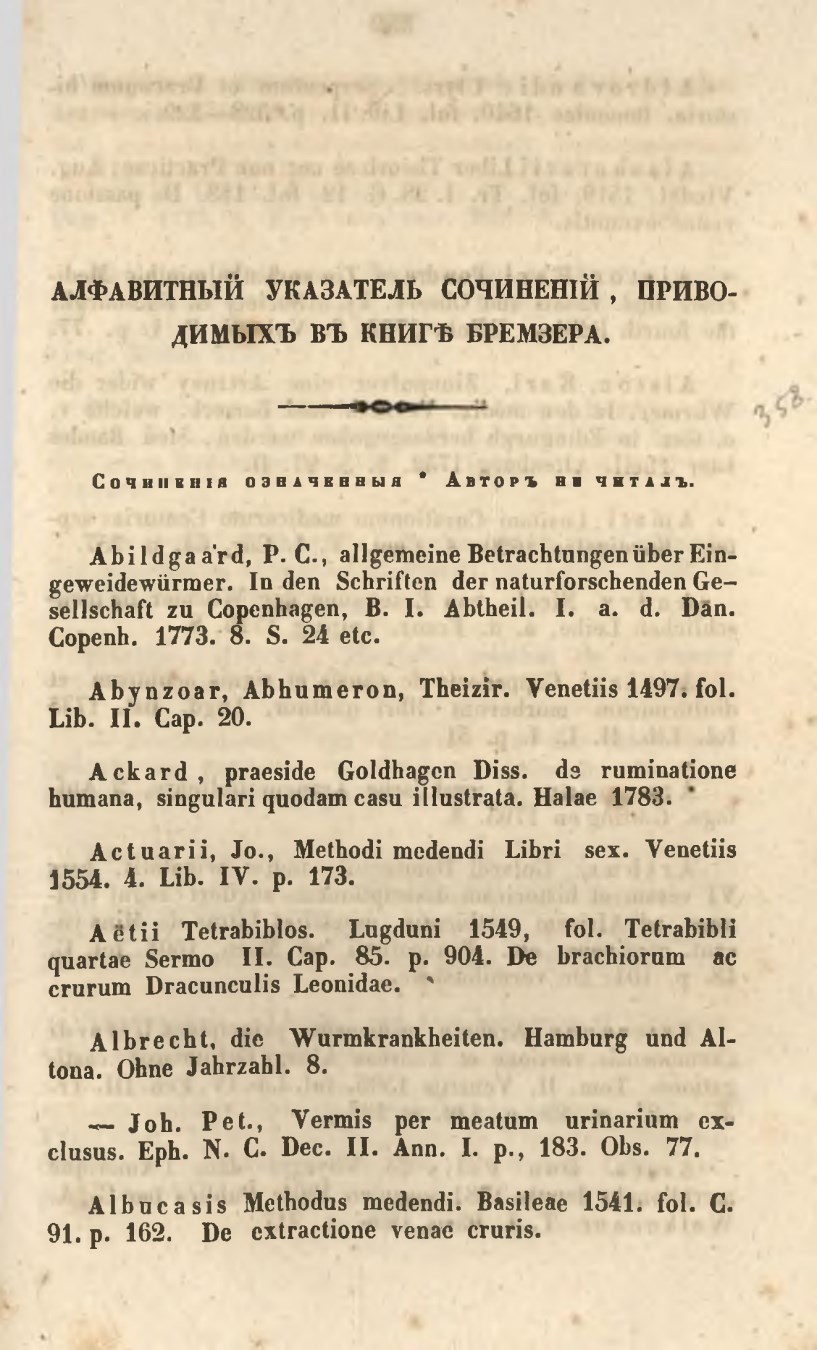 АЛФАВИТНЫЙ УКАЗАТЕЛЬ СОЧИНЕНІЙ, ПРИВО-
ДИМЫХЪ ВЪ КНИГѢ БРЕМЗЕРА.
358
Сочиненія означенныя * Авторъ не читалъ.
Abildgaard, P. C., allgemeine Betrachtungen über Ein-
geweidewürmer. In den Schriften der naturforschenden Ge-
sellschaft zu Copenhagen, B. I. Abtheil. I. a. d. Dän.
Copenh. 1773. 8. S. 24 etc.
Abynzoar, Abhumeron, Theizir. Venetiis 1497. fol.
Lib. II. Cap. 20.
Ackard, praeside Goldhagen Diss. de ruminatione
humana, singulari quodam casu illustrata. Halae 1783. *
Actuarii, Jo., Methodi medendi Libri sex. Venetiis
1554. 4. Lib. IV. p. 173.
Aëtii Tetrabiblos. Lugduni 1549, fol. Tetrabibli
quartae Sermo II. Cap. 85. p. 904. De brachiorum ac
crurum Dracunculis Leonidae. *
Albrecht, die Wurmkrankheiten. Hamburg und Al-
tona. Ohne Jahrzahl. 8.
— Joh. Pet., Vermis per meatum urinarium ex-
clusus. Eph. N. C. Dec. II. Ann. I. p., 183. Obs. 77.
Albucasis Methodus medendi. Basileae 1541. fol. C.
91. p. 162. De extractione venae cruris.